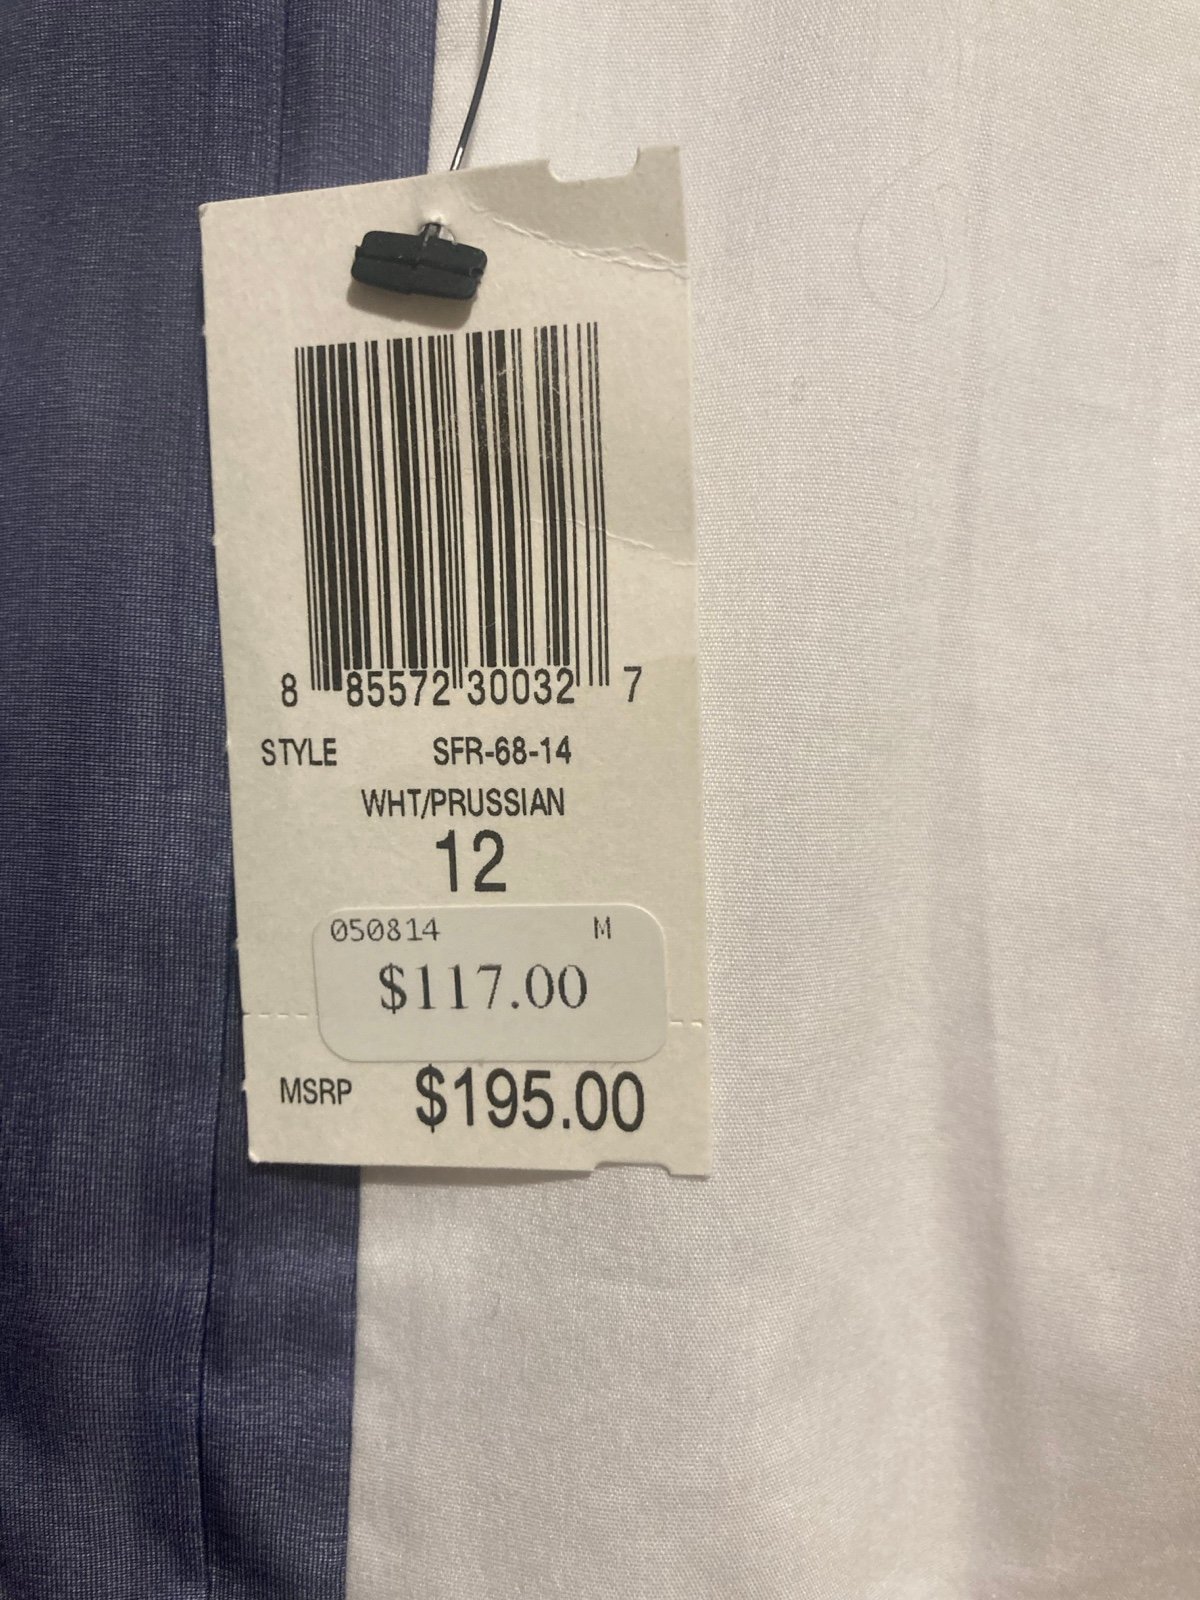 8 85572 30032 7
STYLE SFR-68-14
WHT/PRUSSIAN
12
050814 M
$117.00
MSRP $195.00